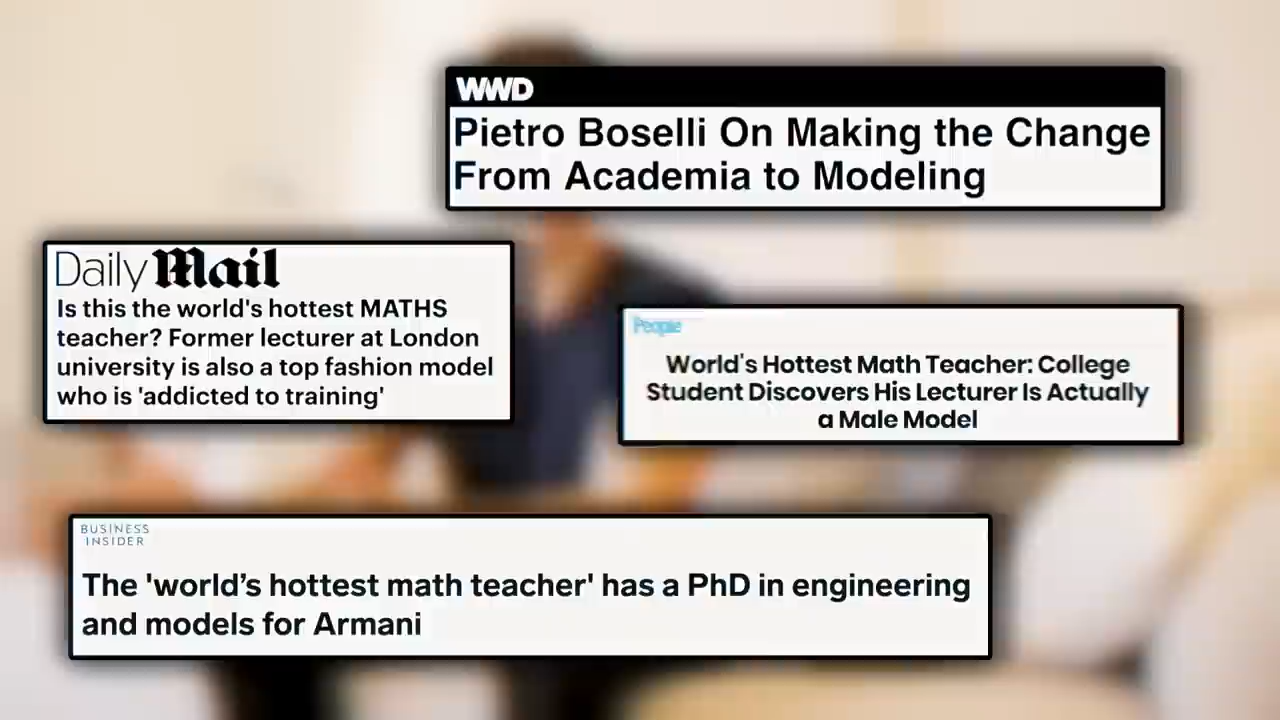 WWD
Pietro Boselli On Making the Change
From Academia to Modeling
Daily Mail
Is this the world's hottest MATHS
teacher? Former lecturer at London
university is also a top fashion model
who is 'addicted to training'
People
World's Hottest Math Teacher: College
Student Discovers His Lecturer Is Actually
a Male Model
BUSINESS
INSIDER
The 'world’s hottest math teacher' has a PhD in engineering
and models for Armani